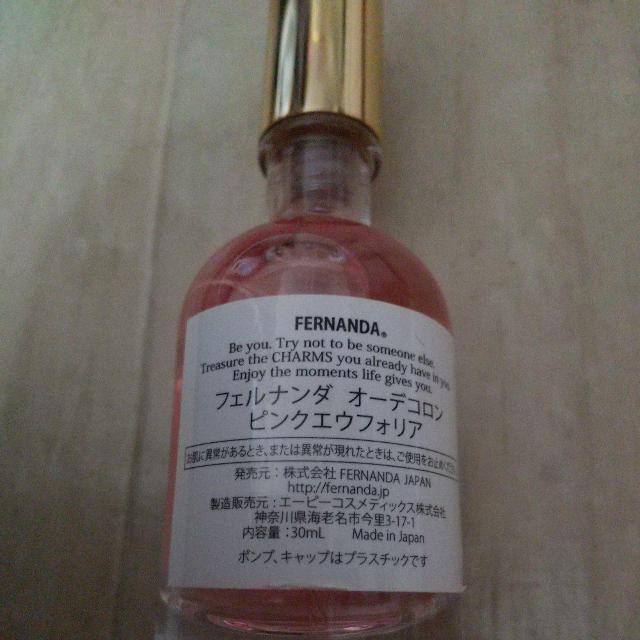 FERNANDA®
Be you. Try not to be someone else
Treasure the CHARMS you already have in you
Enjoy the moments life gives you.
フェルナンダ オーデコロン
ピンクエウフォリア
お肌に異常があるとき、または異常が現れたときは、ご使用をお止めください
発売元:株式会社 FERNANDA JAPAN
http://fernanda.jp
製造販売元:エーピーコスメティックス株式会社
神奈川県海老名市今里3-17-1
内容量:30mL Made in Japan
ポンプ、キャップはプラスチックです